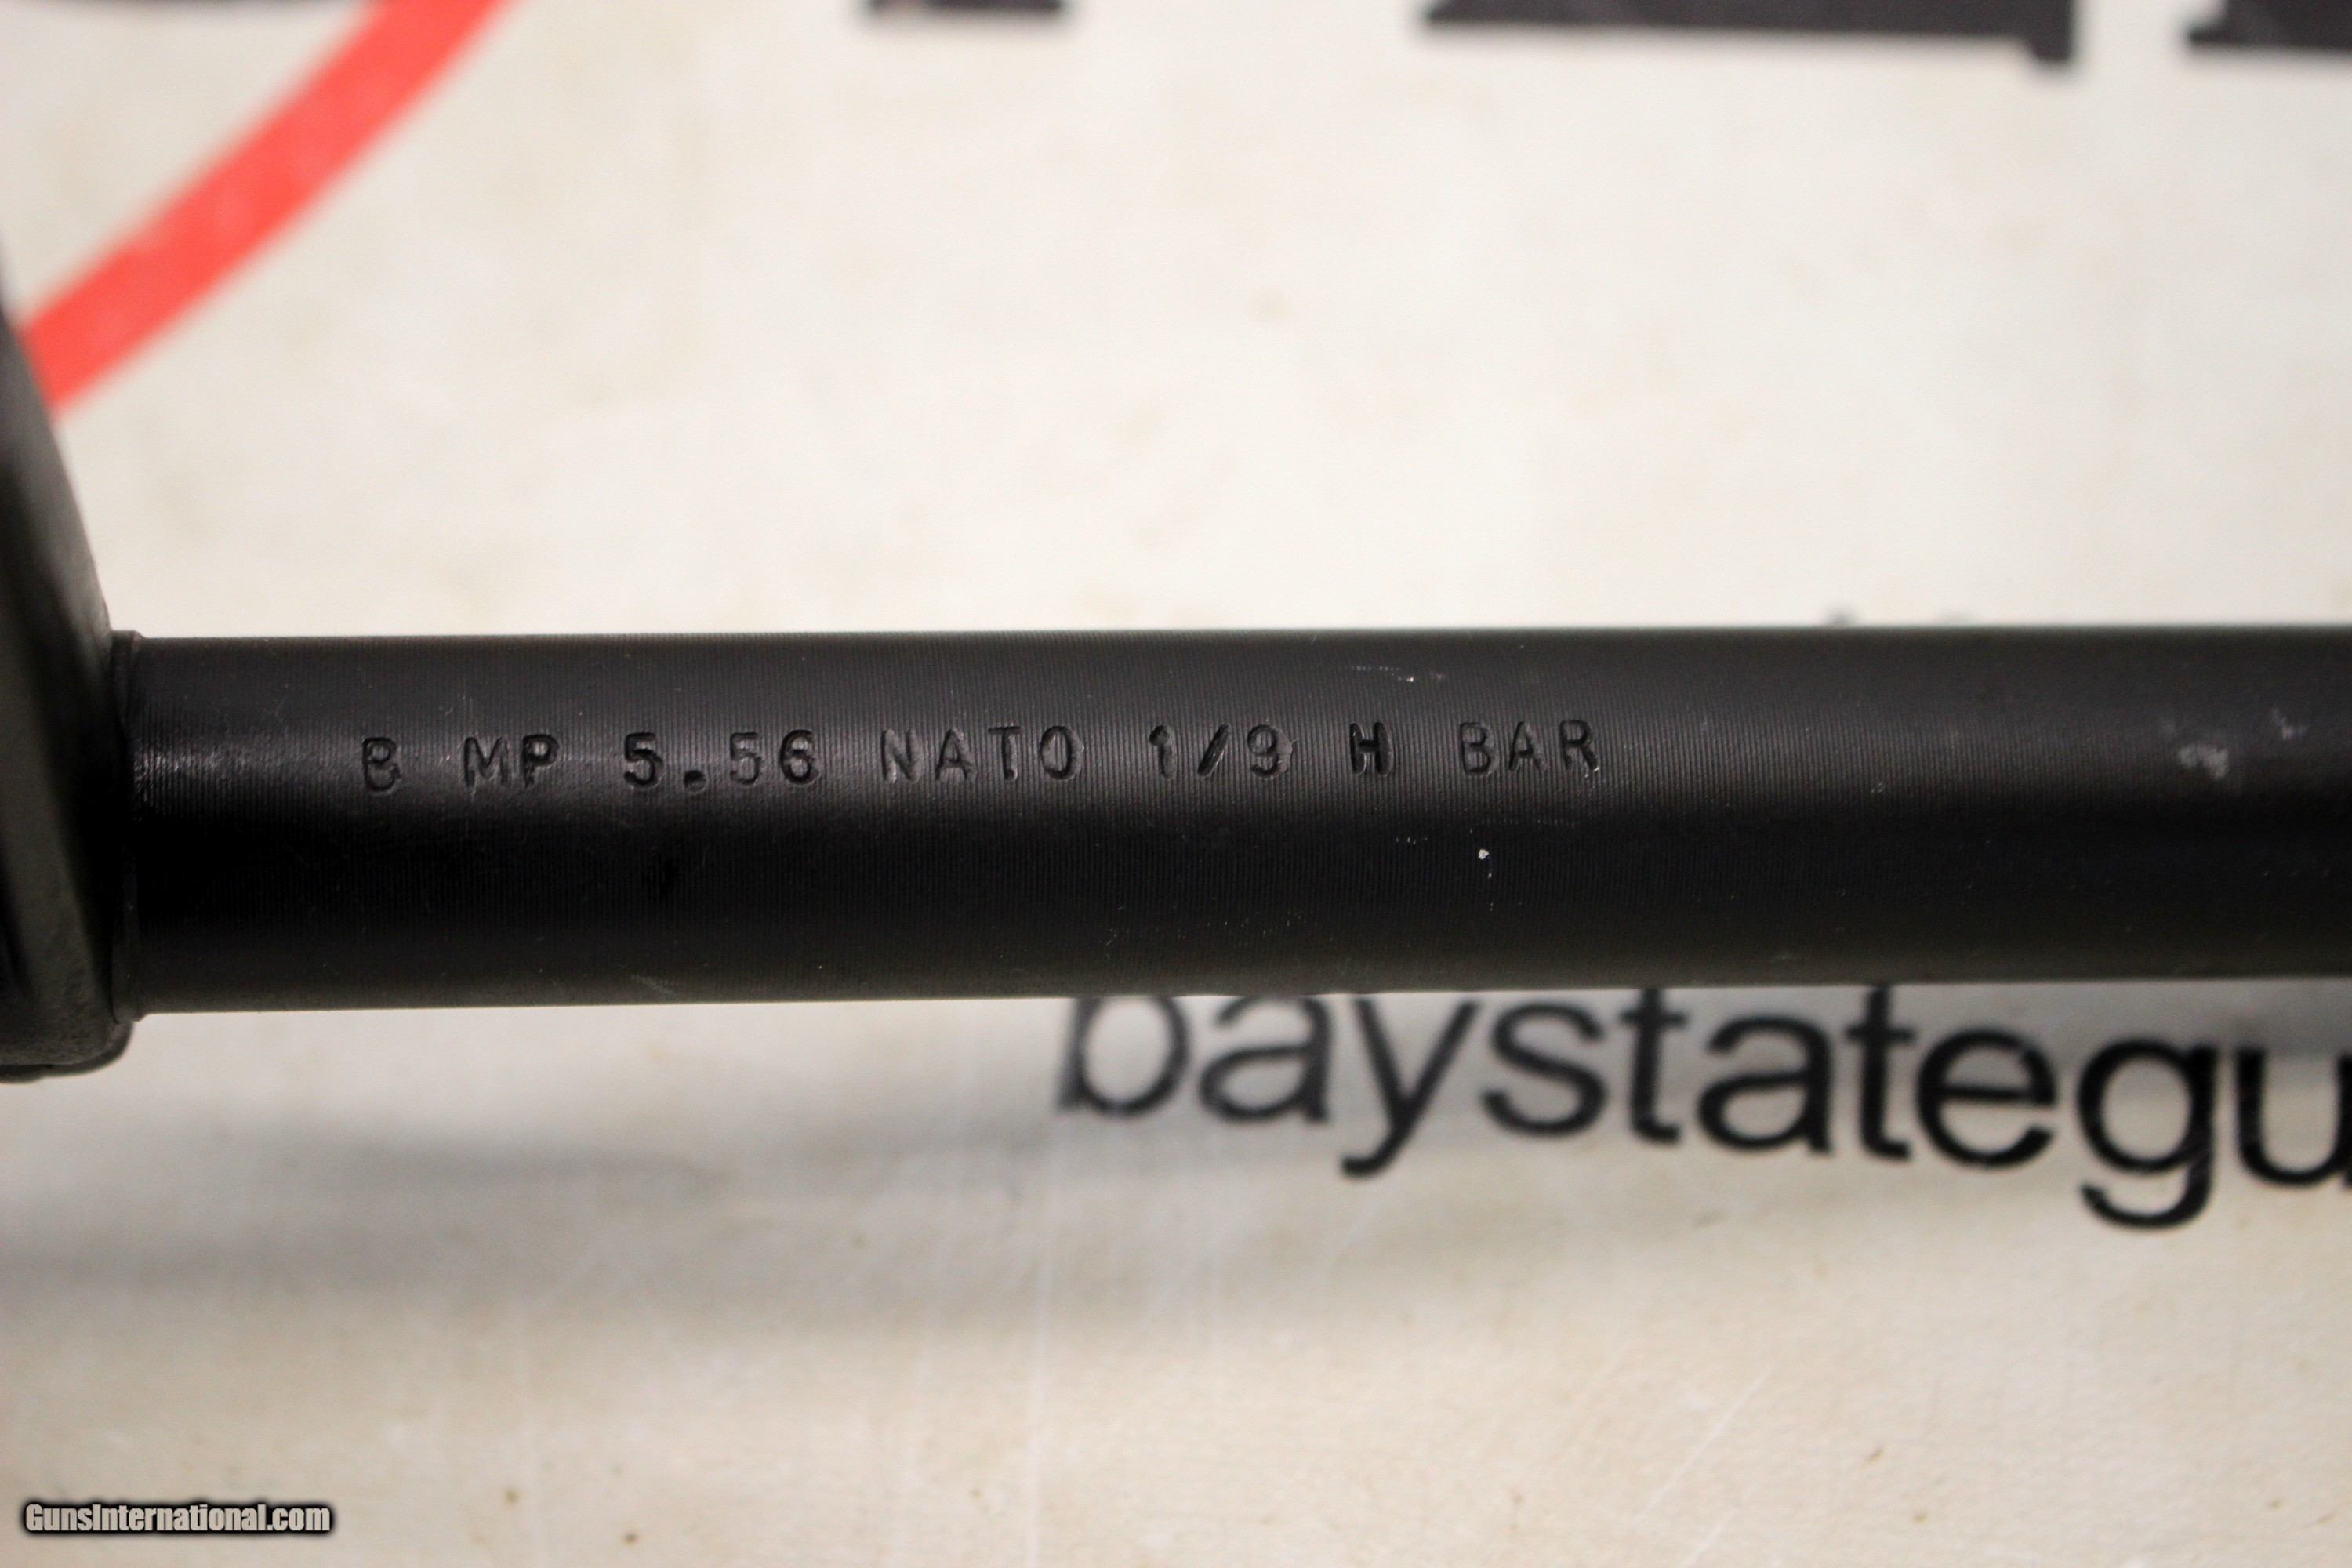 B MP 5.56 NATO 1/9 H BAR
baystategu
GunsInternational.com